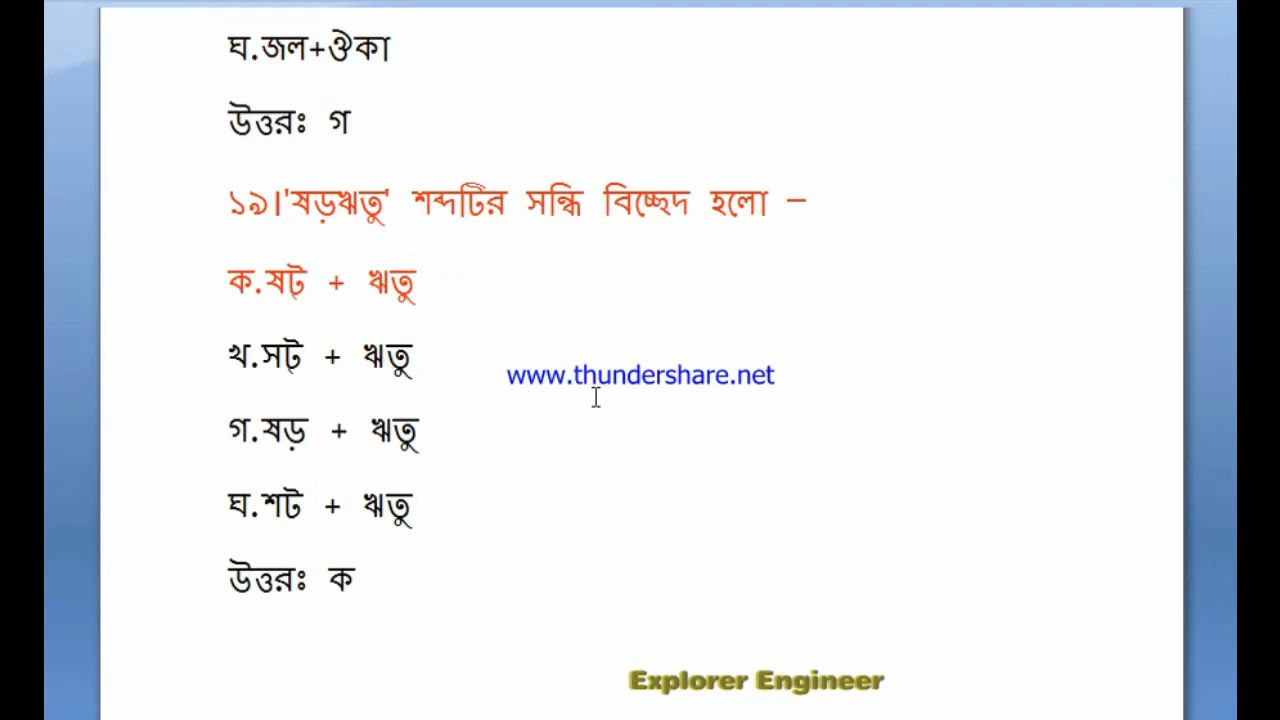 ঘ.জল+ঔকা
উত্তরঃ গ
১৯।'ষড়ঋতু' শব্দটির সন্ধি বিচ্ছেদ হলো –
ক.ষট্ + ঋতু
খ.সট্ + ঋতু
www.thundershare.net
গ.ষড় + ঋতু
ঘ.শট + ঋতু
উত্তরঃ ক
Explorer Engineer